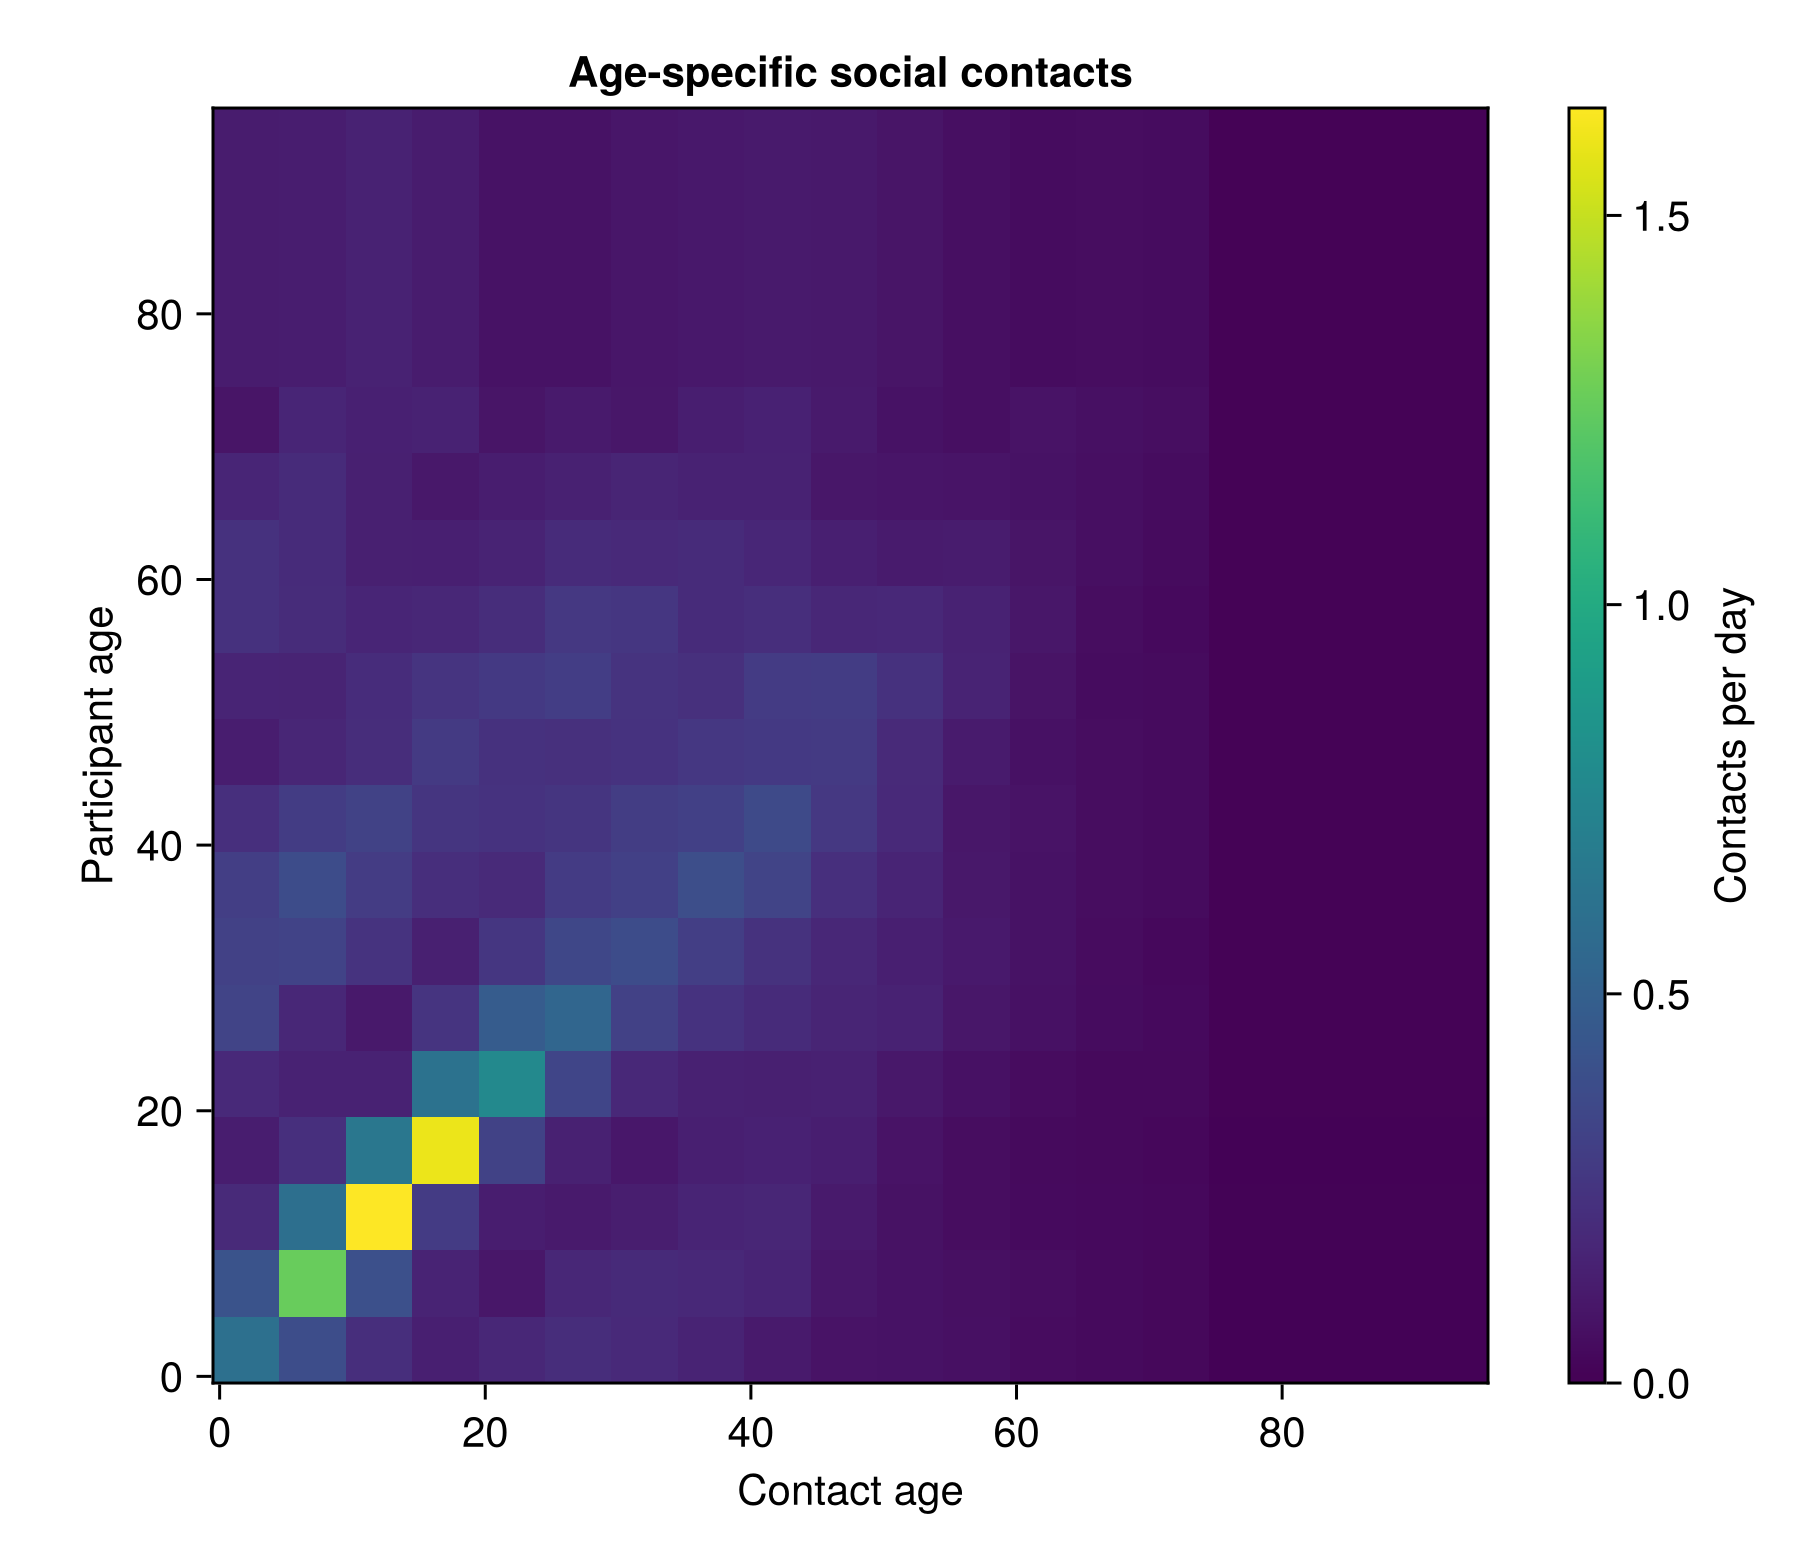 Age-specific social contacts
80
60
40
20
0
Participant age
0 20 40 60 80
Contact age
1.5
1.0
0.5
0.0
Contacts per day